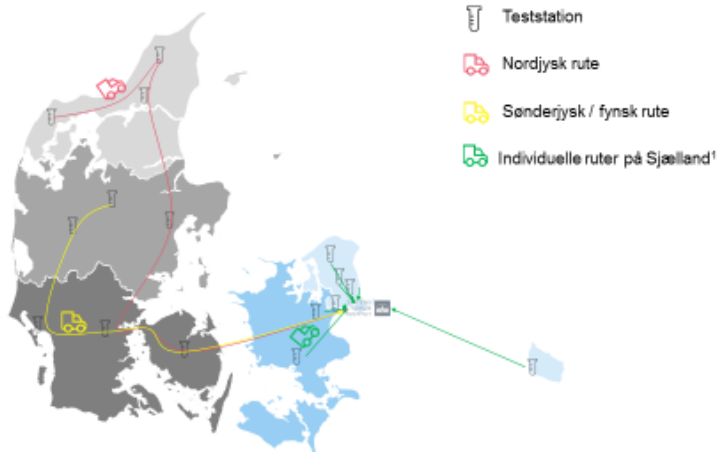 Teststation
Nordjysk rute
Sønderjysk / fynsk rute
Individuelle ruter på Sjælland¹